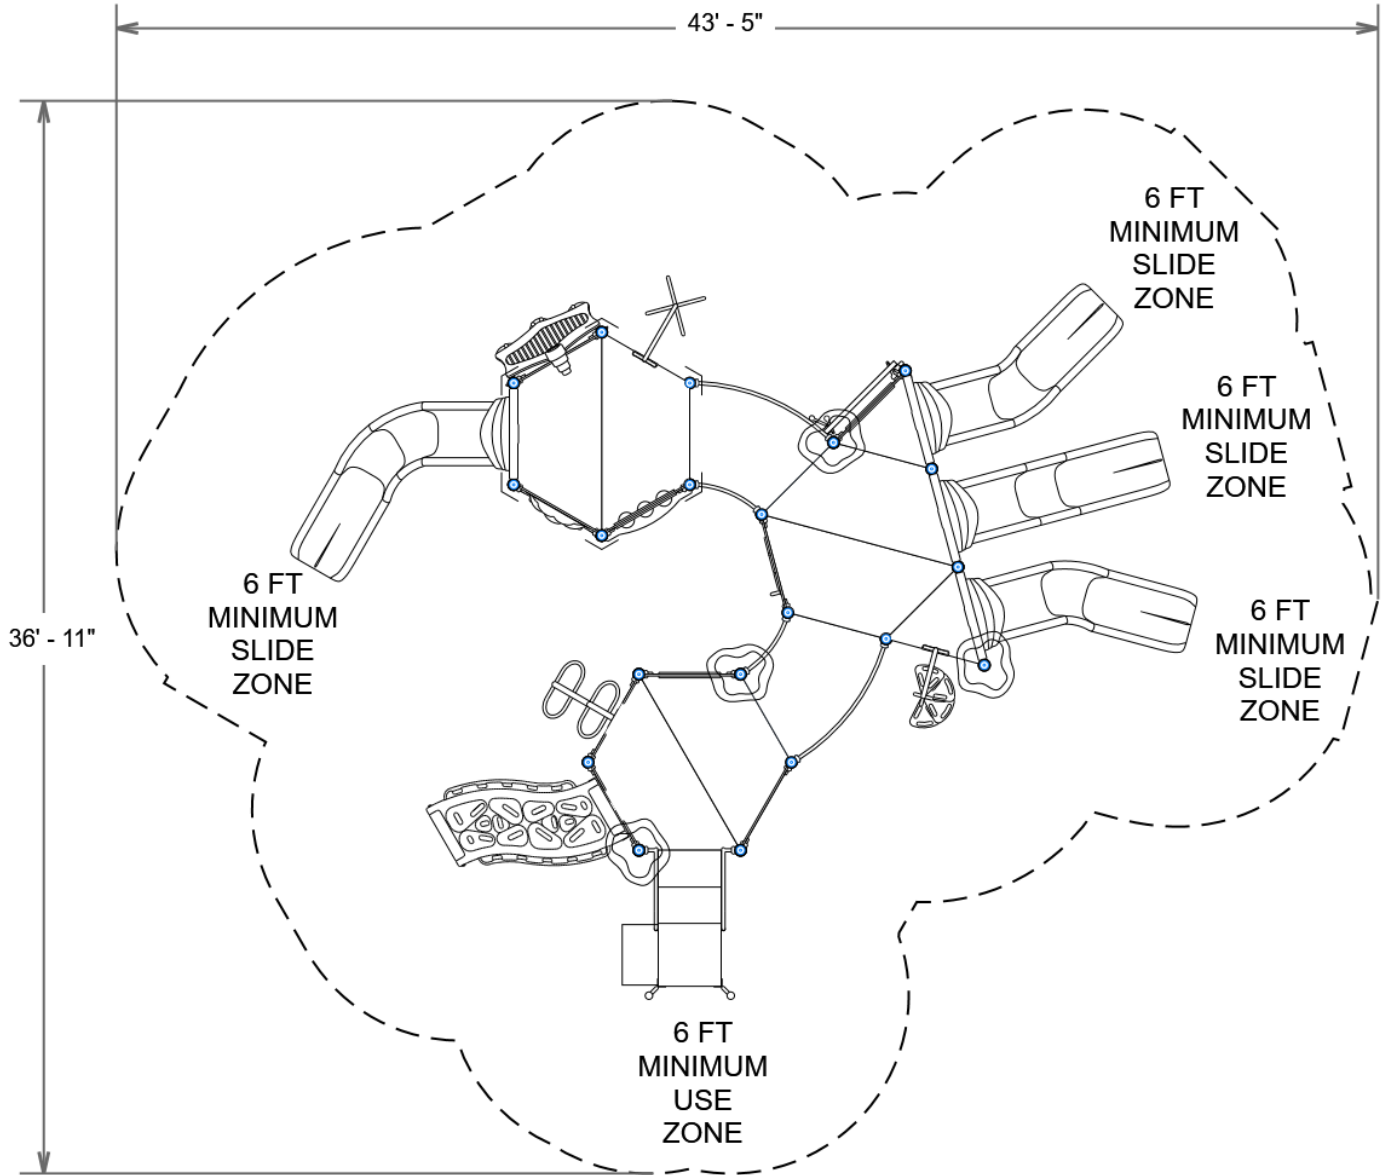 43' - 5"
6 FT
MINIMUM
SLIDE
ZONE
6 FT
MINIMUM
SLIDE
ZONE
6 FT
MINIMUM
SLIDE
ZONE
36' - 11"
6 FT
MINIMUM
SLIDE
ZONE
6 FT
MINIMUM
USE
ZONE